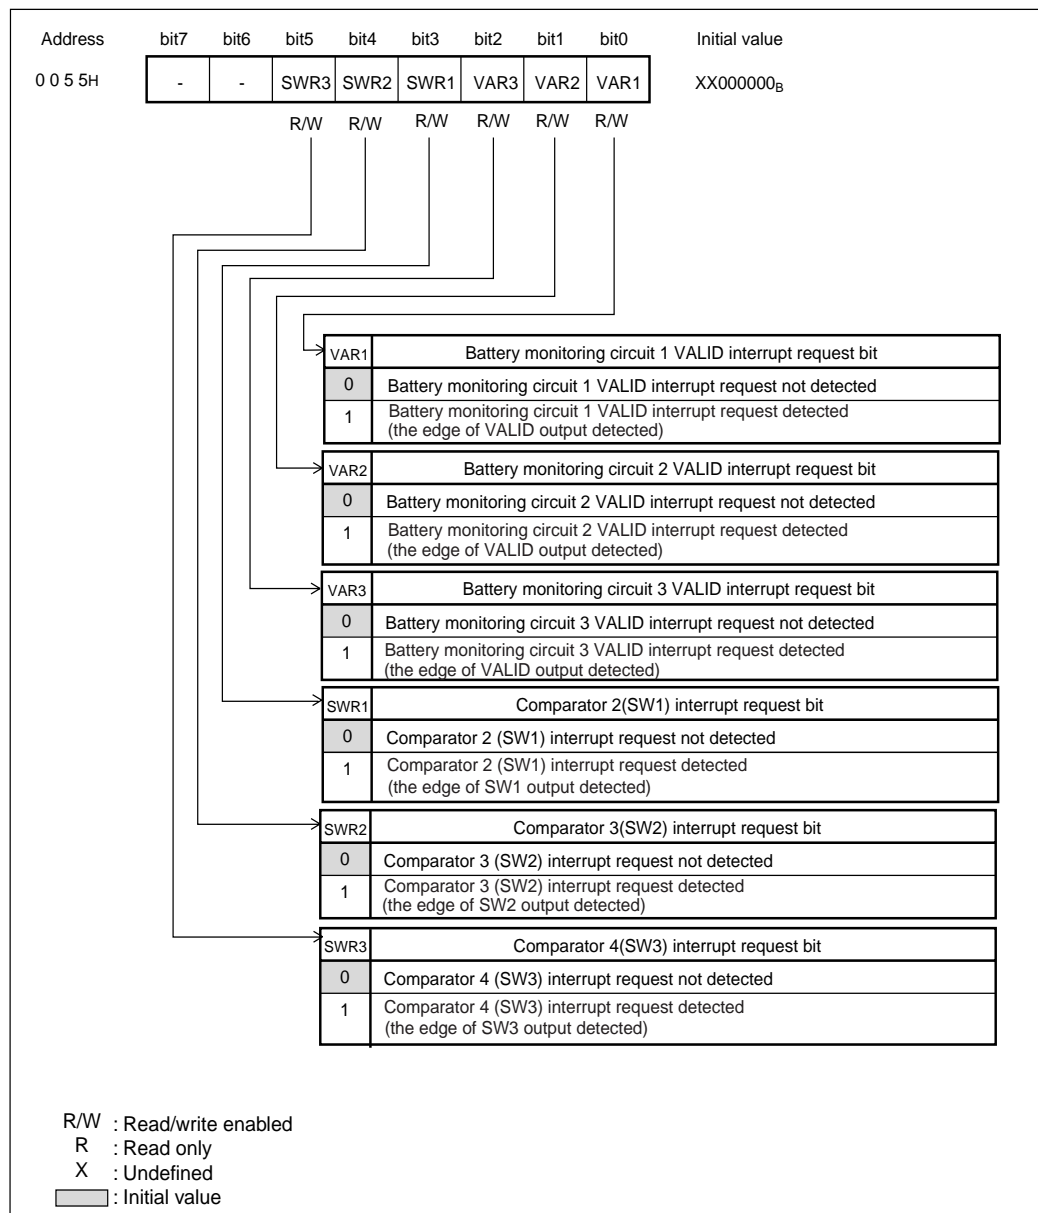 Address bit7 bit6 bit5 bit4 bit3 bit2 bit1 bit0 Initial value
0 0 5 5H - - SWR3 SWR2 SWR1 VAR3 VAR2 VAR1 XX000000B
R/W R/W R/W R/W R/W R/W
VAR1 Battery monitoring circuit 1 VALID interrupt request bit
0 Battery monitoring circuit 1 VALID interrupt request not detected
1 Battery monitoring circuit 1 VALID interrupt request detected
(the edge of VALID output detected)
VAR2 Battery monitoring circuit 2 VALID interrupt request bit
0 Battery monitoring circuit 2 VALID interrupt request not detected
1 Battery monitoring circuit 2 VALID interrupt request detected
(the edge of VALID output detected)
VAR3 Battery monitoring circuit 3 VALID interrupt request bit
0 Battery monitoring circuit 3 VALID interrupt request not detected
1 Battery monitoring circuit 3 VALID interrupt request detected
(the edge of VALID output detected)
SWR1 Comparator 2(SW1) interrupt request bit
0 Comparator 2 (SW1) interrupt request not detected
1 Comparator 2 (SW1) interrupt request detected
(the edge of SW1 output detected)
SWR2 Comparator 3(SW2) interrupt request bit
0 Comparator 3 (SW2) interrupt request not detected
1 Comparator 3 (SW2) interrupt request detected
(the edge of SW2 output detected)
SWR3 Comparator 4(SW3) interrupt request bit
0 Comparator 4 (SW3) interrupt request not detected
1 Comparator 4 (SW3) interrupt request detected
(the edge of SW3 output detected)
R/W : Read/write enabled
R : Read only
X : Undefined
: Initial value